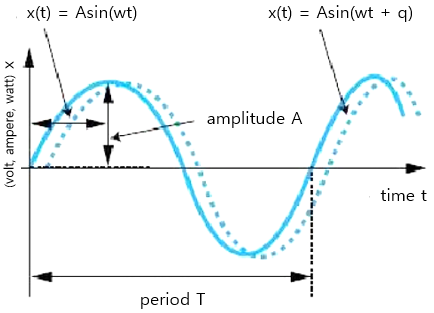 x(t) = Asin(wt)
x(t) = Asin(wt + q)
(volt, ampere, watt) x
amplitude A
time t
period T